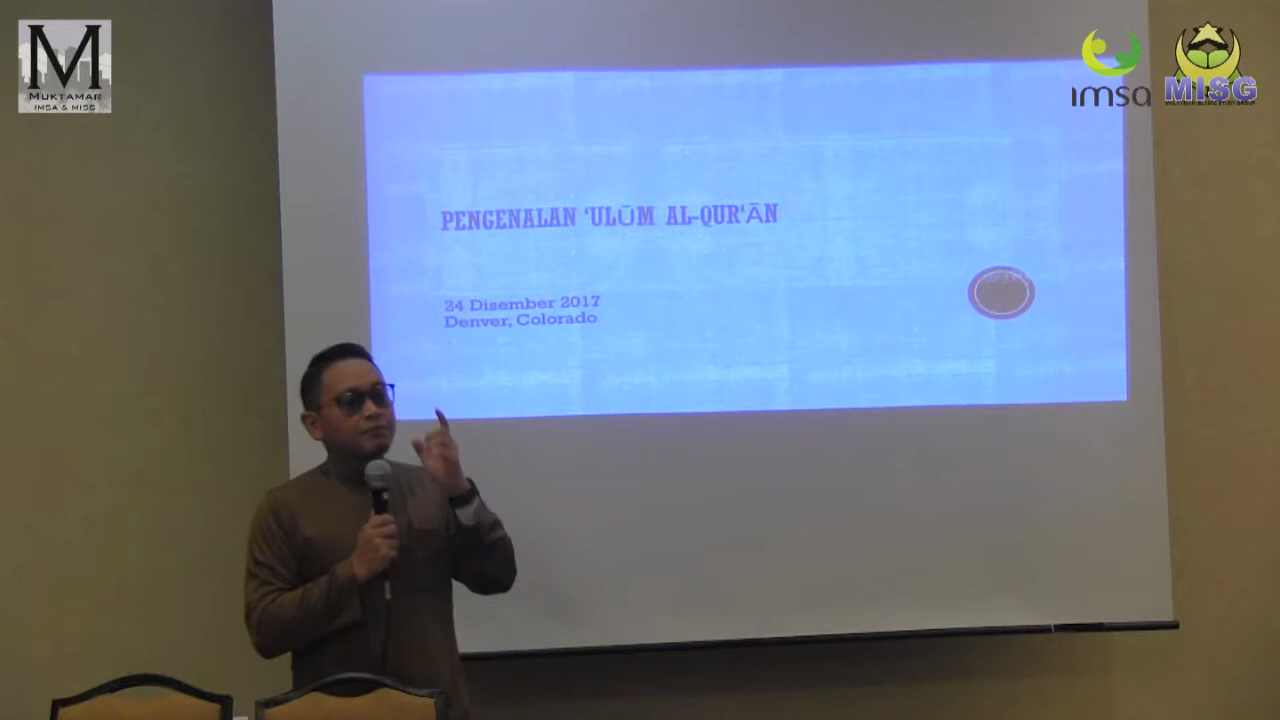 M
MUKTAMAR
IMSA & MISG
imsa
MISG
PENGENALAN ‘ULŪM AL-QUR‘ĀN
24 Disember 2017
Denver, Colorado